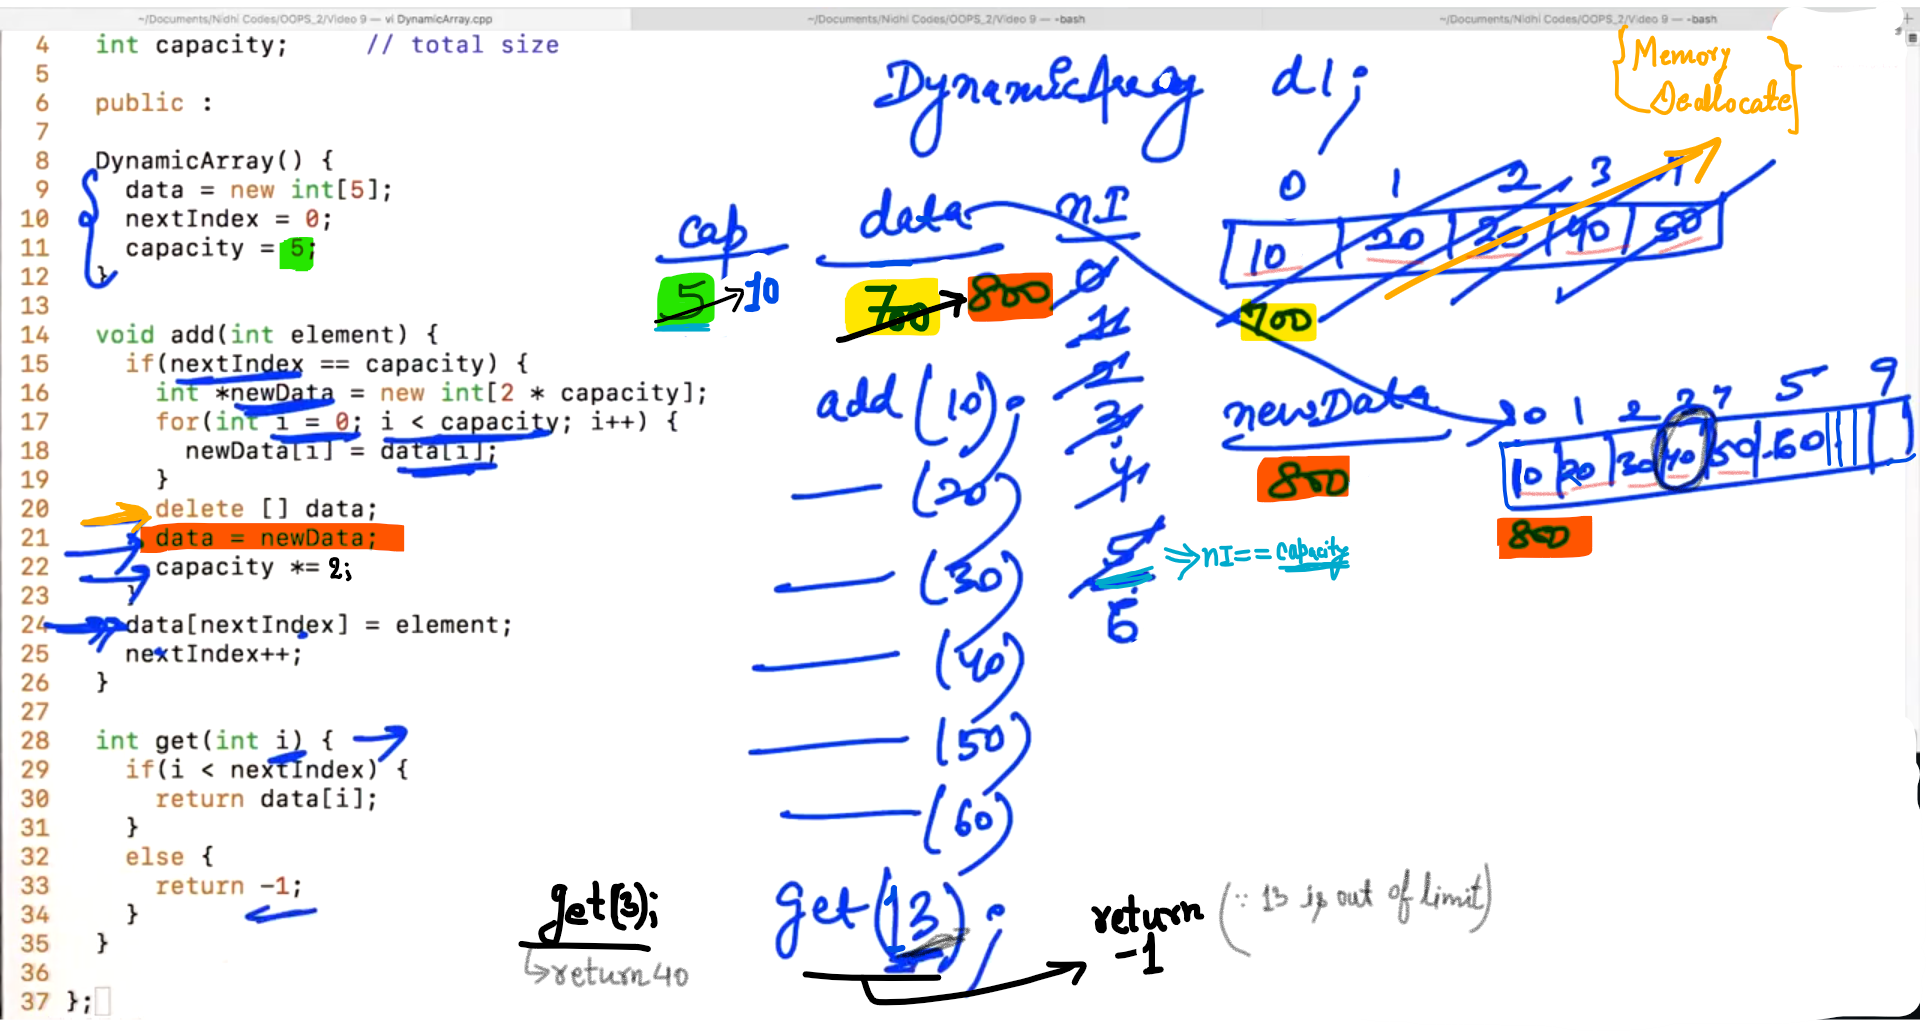 ~/Documents/Nidhi Codes/OOPS_2/Video 9 — vi DynamicArray.cpp
~/Documents/Nidhi Codes/OOPS_2/Video 9 — -bash
~/Documents/Nidhi Codes/OOPS_2/Video 9 — -bash
4 int capacity; // total size
5
6 public :
7
8 DynamicArray() {
9 data = new int[5];
10 nextIndex = 0;
11 capacity = 5;
12 }
13
14 void add(int element) {
15 if(nextIndex == capacity) {
16 int *newData = new int[2 * capacity];
17 for(int i = 0; i < capacity; i++) {
18 newData[i] = data[i];
19 }
20 delete [] data;
21 data = newData;
22 capacity *= 2;
23 }
24 data[nextIndex] = element;
25 nextIndex++;
26 }
27
28 int get(int i) {
29 if(i < nextIndex) {
30 return data[i];
31 }
32 else {
33 return -1;
34 }
35 }
36
37 };
DynamicArray d1;
{Memory
Deallocate}
cap
5 → 10
data
700 → 800
nI
0
1
2
3
4
5
6
⇒ nI == capacity
0 1 2 3 4
10 20 30 40 50
700
newData
800
0 1 2 3 4 5 9
10 20 30 40 50 60
800
add (10);
(20)
(30)
(40)
(50)
(60)
get(3);
↳ return 40
get(13);
return
-1
(∵ 13 is out of limit)